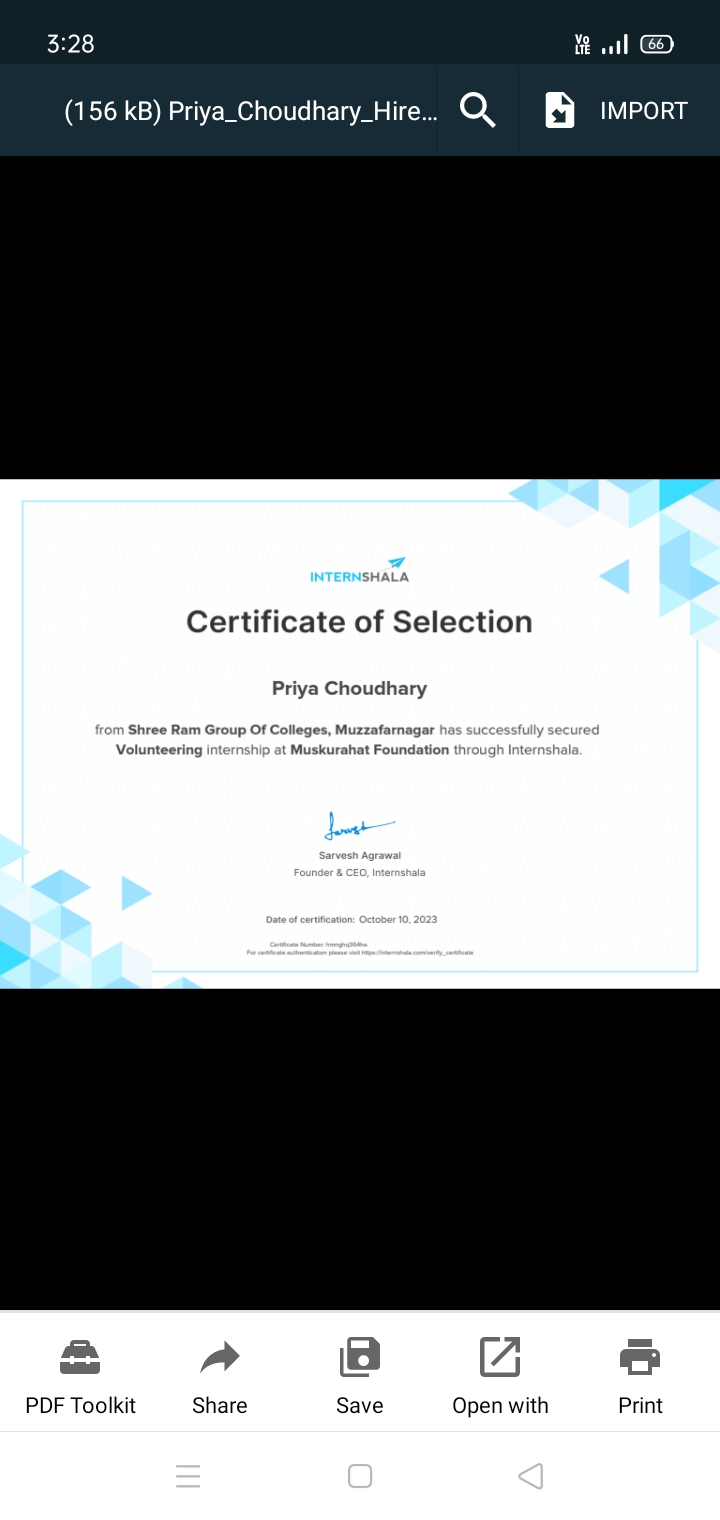 3:28
Vo LTE
66
(156 kB) Priya_Choudhary_Hire...
IMPORT
INTERNSHALA
Certificate of Selection
Priya Choudhary
from Shree Ram Group Of Colleges, Muzzafarnagar has successfully secured
Volunteering internship at Muskurahat Foundation through Internshala.
Sarvesh Agrawal
Founder & CEO, Internshala
Date of certification: October 10, 2023
Certificate Number:
For certificate authentication please visit https://internshala.com/verify_certificate
PDF Toolkit
Share
Save
Open with
Print